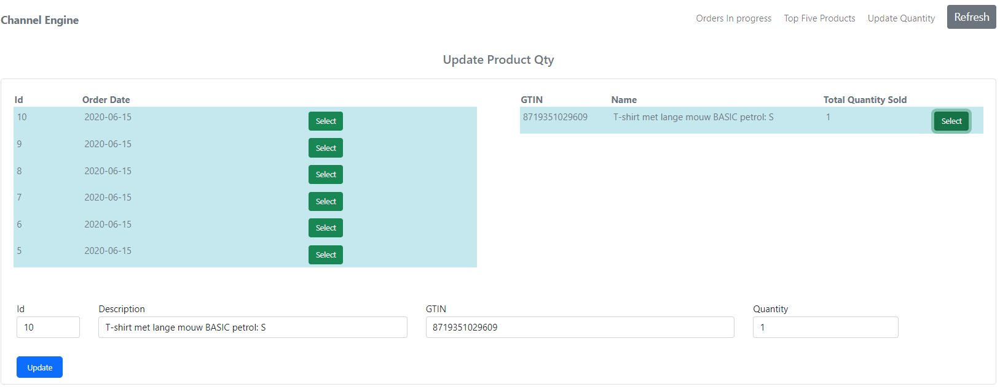 Channel Engine
Orders In progress Top Five Products Update Quantity Refresh
Update Product Qty
Id Order Date
10 2020-06-15 Select
9 2020-06-15 Select
8 2020-06-15 Select
7 2020-06-15 Select
6 2020-06-15 Select
5 2020-06-15 Select
GTIN Name Total Quantity Sold
8719351029609 T-shirt met lange mouw BASIC petrol: S 1 Select
Id Description GTIN Quantity
10 T-shirt met lange mouw BASIC petrol: S 8719351029609 1
Update